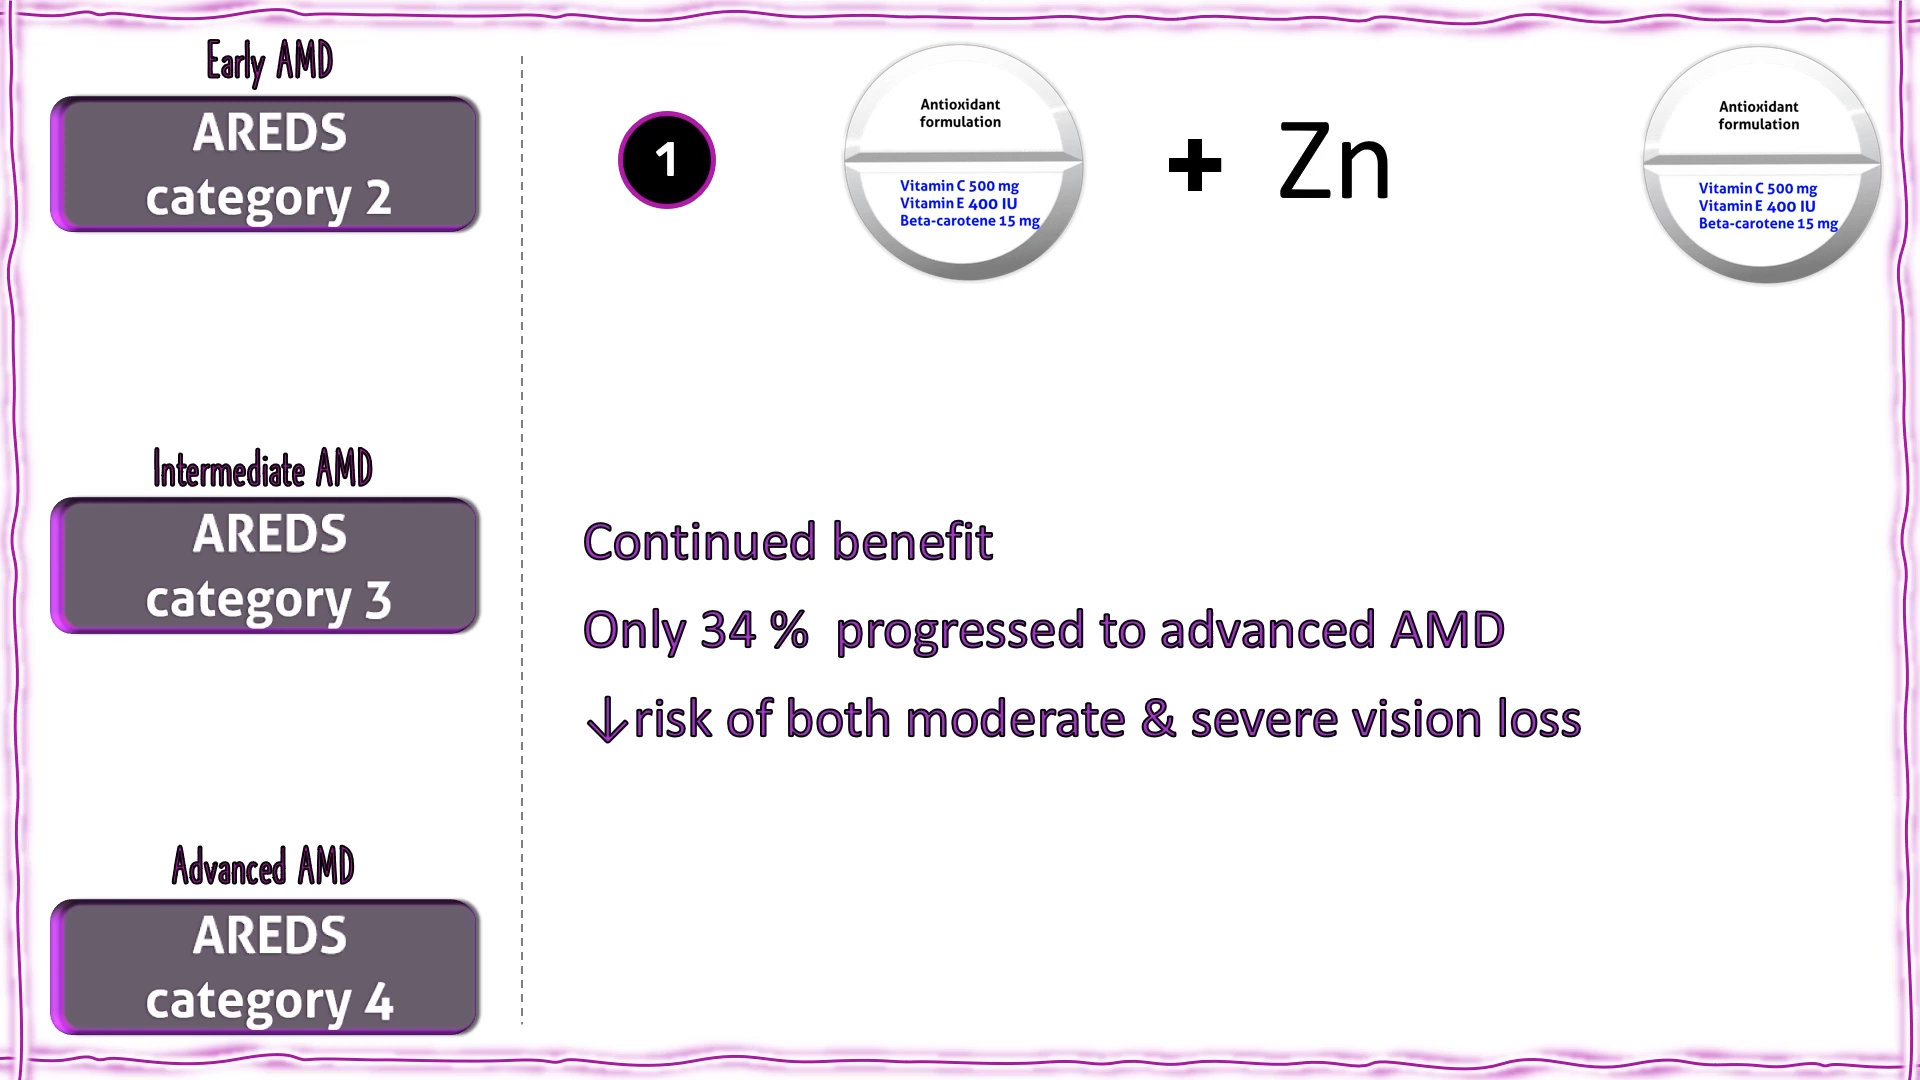 Early AMD
AREDS
category 2
Intermediate AMD
AREDS
category 3
Advanced AMD
AREDS
category 4
1
Antioxidant
formulation
Vitamin C 500 mg
Vitamin E 400 IU
Beta-carotene 15 mg
+ Zn
Antioxidant
formulation
Vitamin C 500 mg
Vitamin E 400 IU
Beta-carotene 15 mg
Continued benefit
Only 34 % progressed to advanced AMD
↓risk of both moderate & severe vision loss